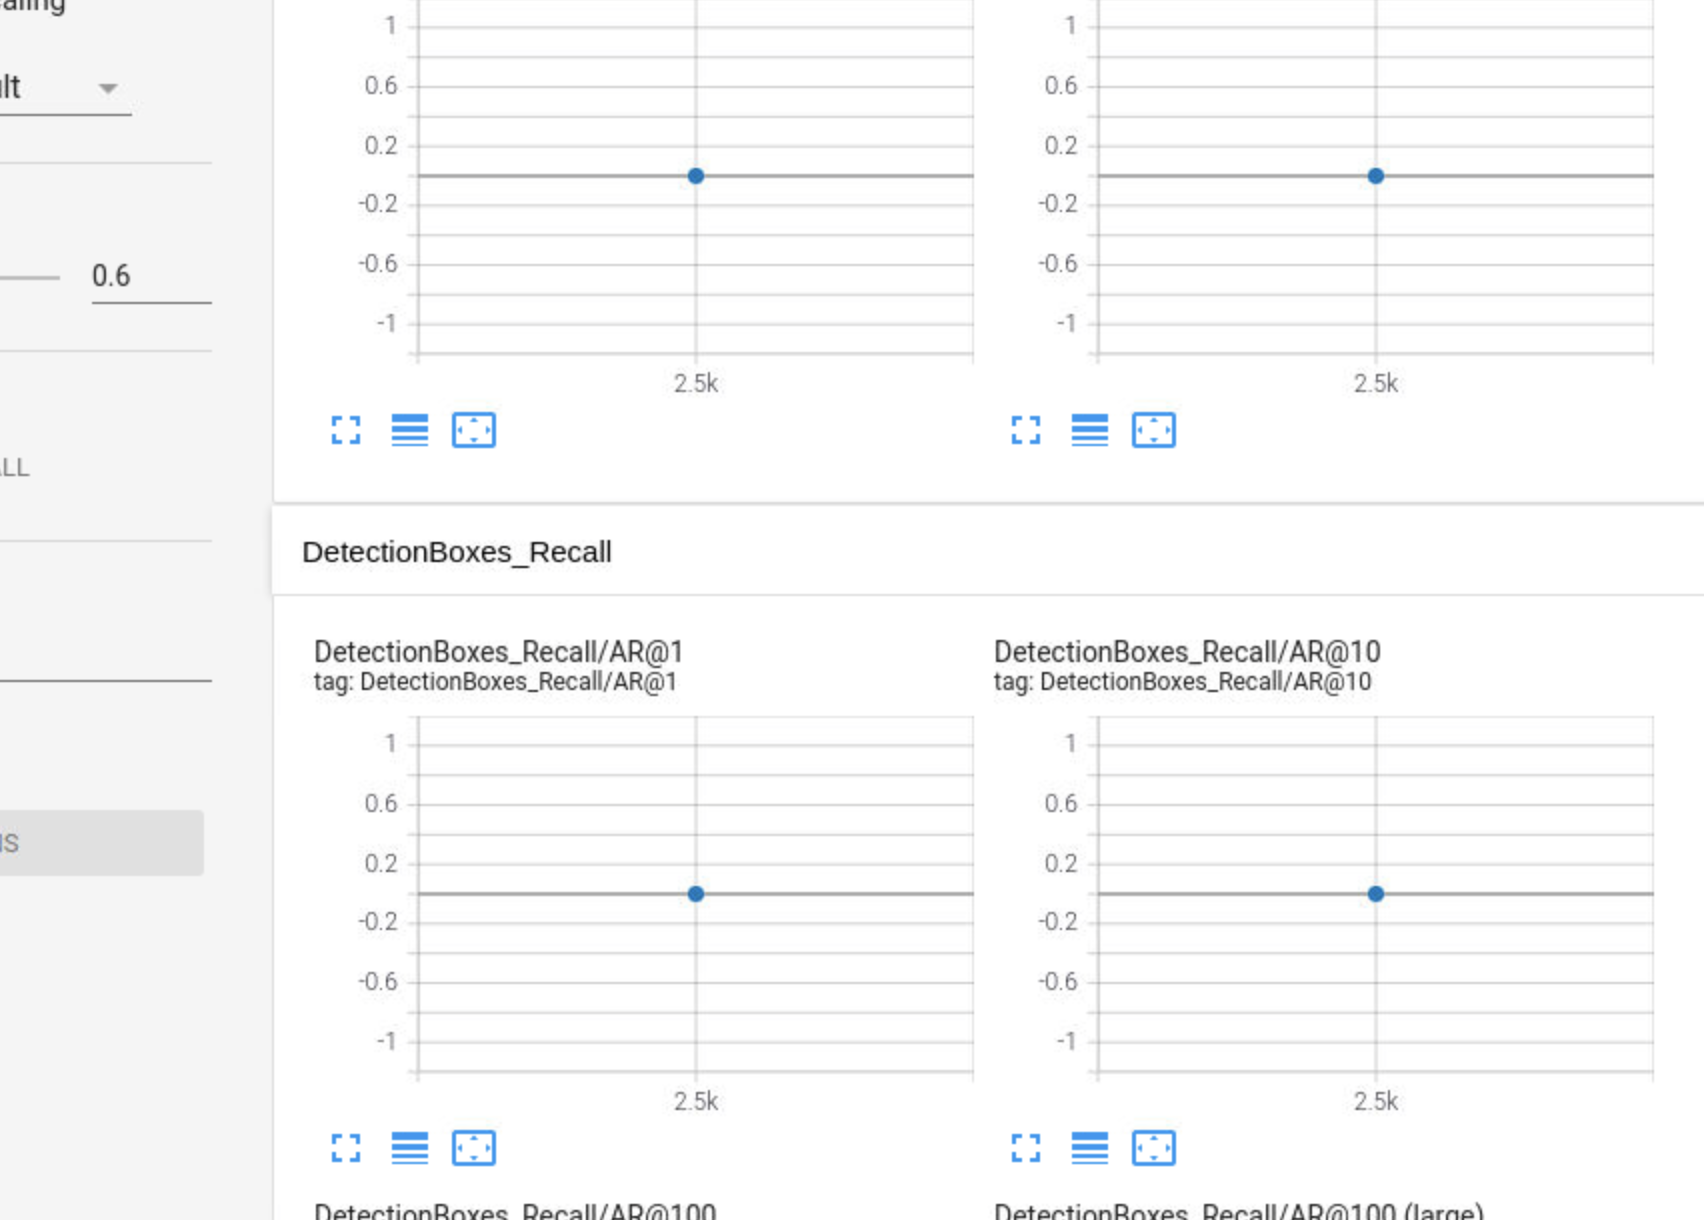 1
0.6
0.2
-0.2
-0.6
-1
2.5k
1
0.6
0.2
-0.2
-0.6
-1
2.5k
0.6
DetectionBoxes_Recall
DetectionBoxes_Recall/AR@1
tag: DetectionBoxes_Recall/AR@1
1
0.6
0.2
-0.2
-0.6
-1
2.5k
DetectionBoxes_Recall/AR@10
tag: DetectionBoxes_Recall/AR@10
1
0.6
0.2
-0.2
-0.6
-1
2.5k
DetectionBoxes_Recall/AR@100
DetectionBoxes_Recall/AR@100 (large)